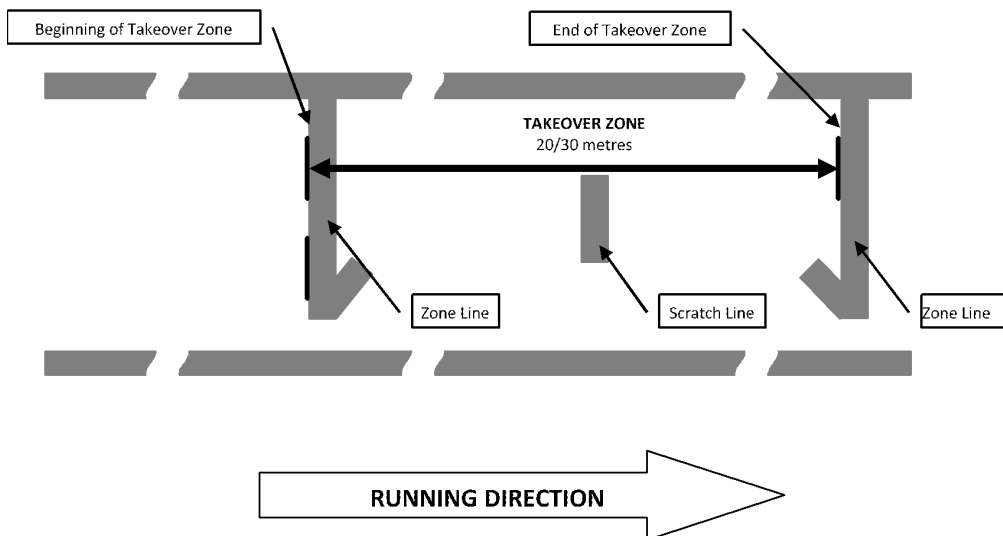 Beginning of Takeover Zone
End of Takeover Zone
TAKEOVER ZONE
20/30 metres
Zone Line
Scratch Line
Zone Line
RUNNING DIRECTION